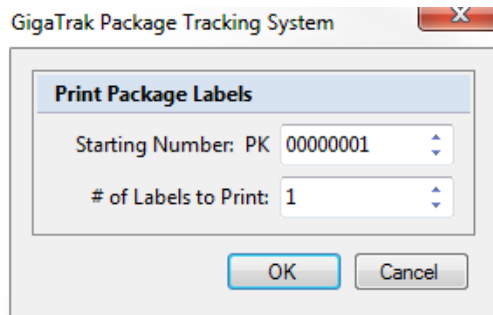 GigaTrak Package Tracking System
Print Package Labels
Starting Number: PK 00000001
# of Labels to Print: 1
OK Cancel